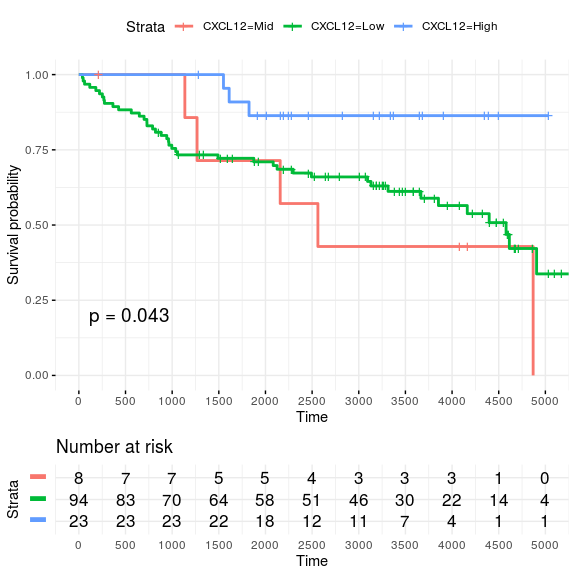 Strata CXCL12=Mid CXCL12=Low CXCL12=High
1.00
0.75
0.50
0.25
0.00
Survival probability
p = 0.043
0 500 1000 1500 2000 2500 3000 3500 4000 4500 5000
Time
Number at risk
Strata
8 7 7 5 5 4 3 3 3 1 0
94 83 70 64 58 51 46 30 22 14 4
23 23 23 22 18 12 11 7 4 1 1
0 500 1000 1500 2000 2500 3000 3500 4000 4500 5000
Time